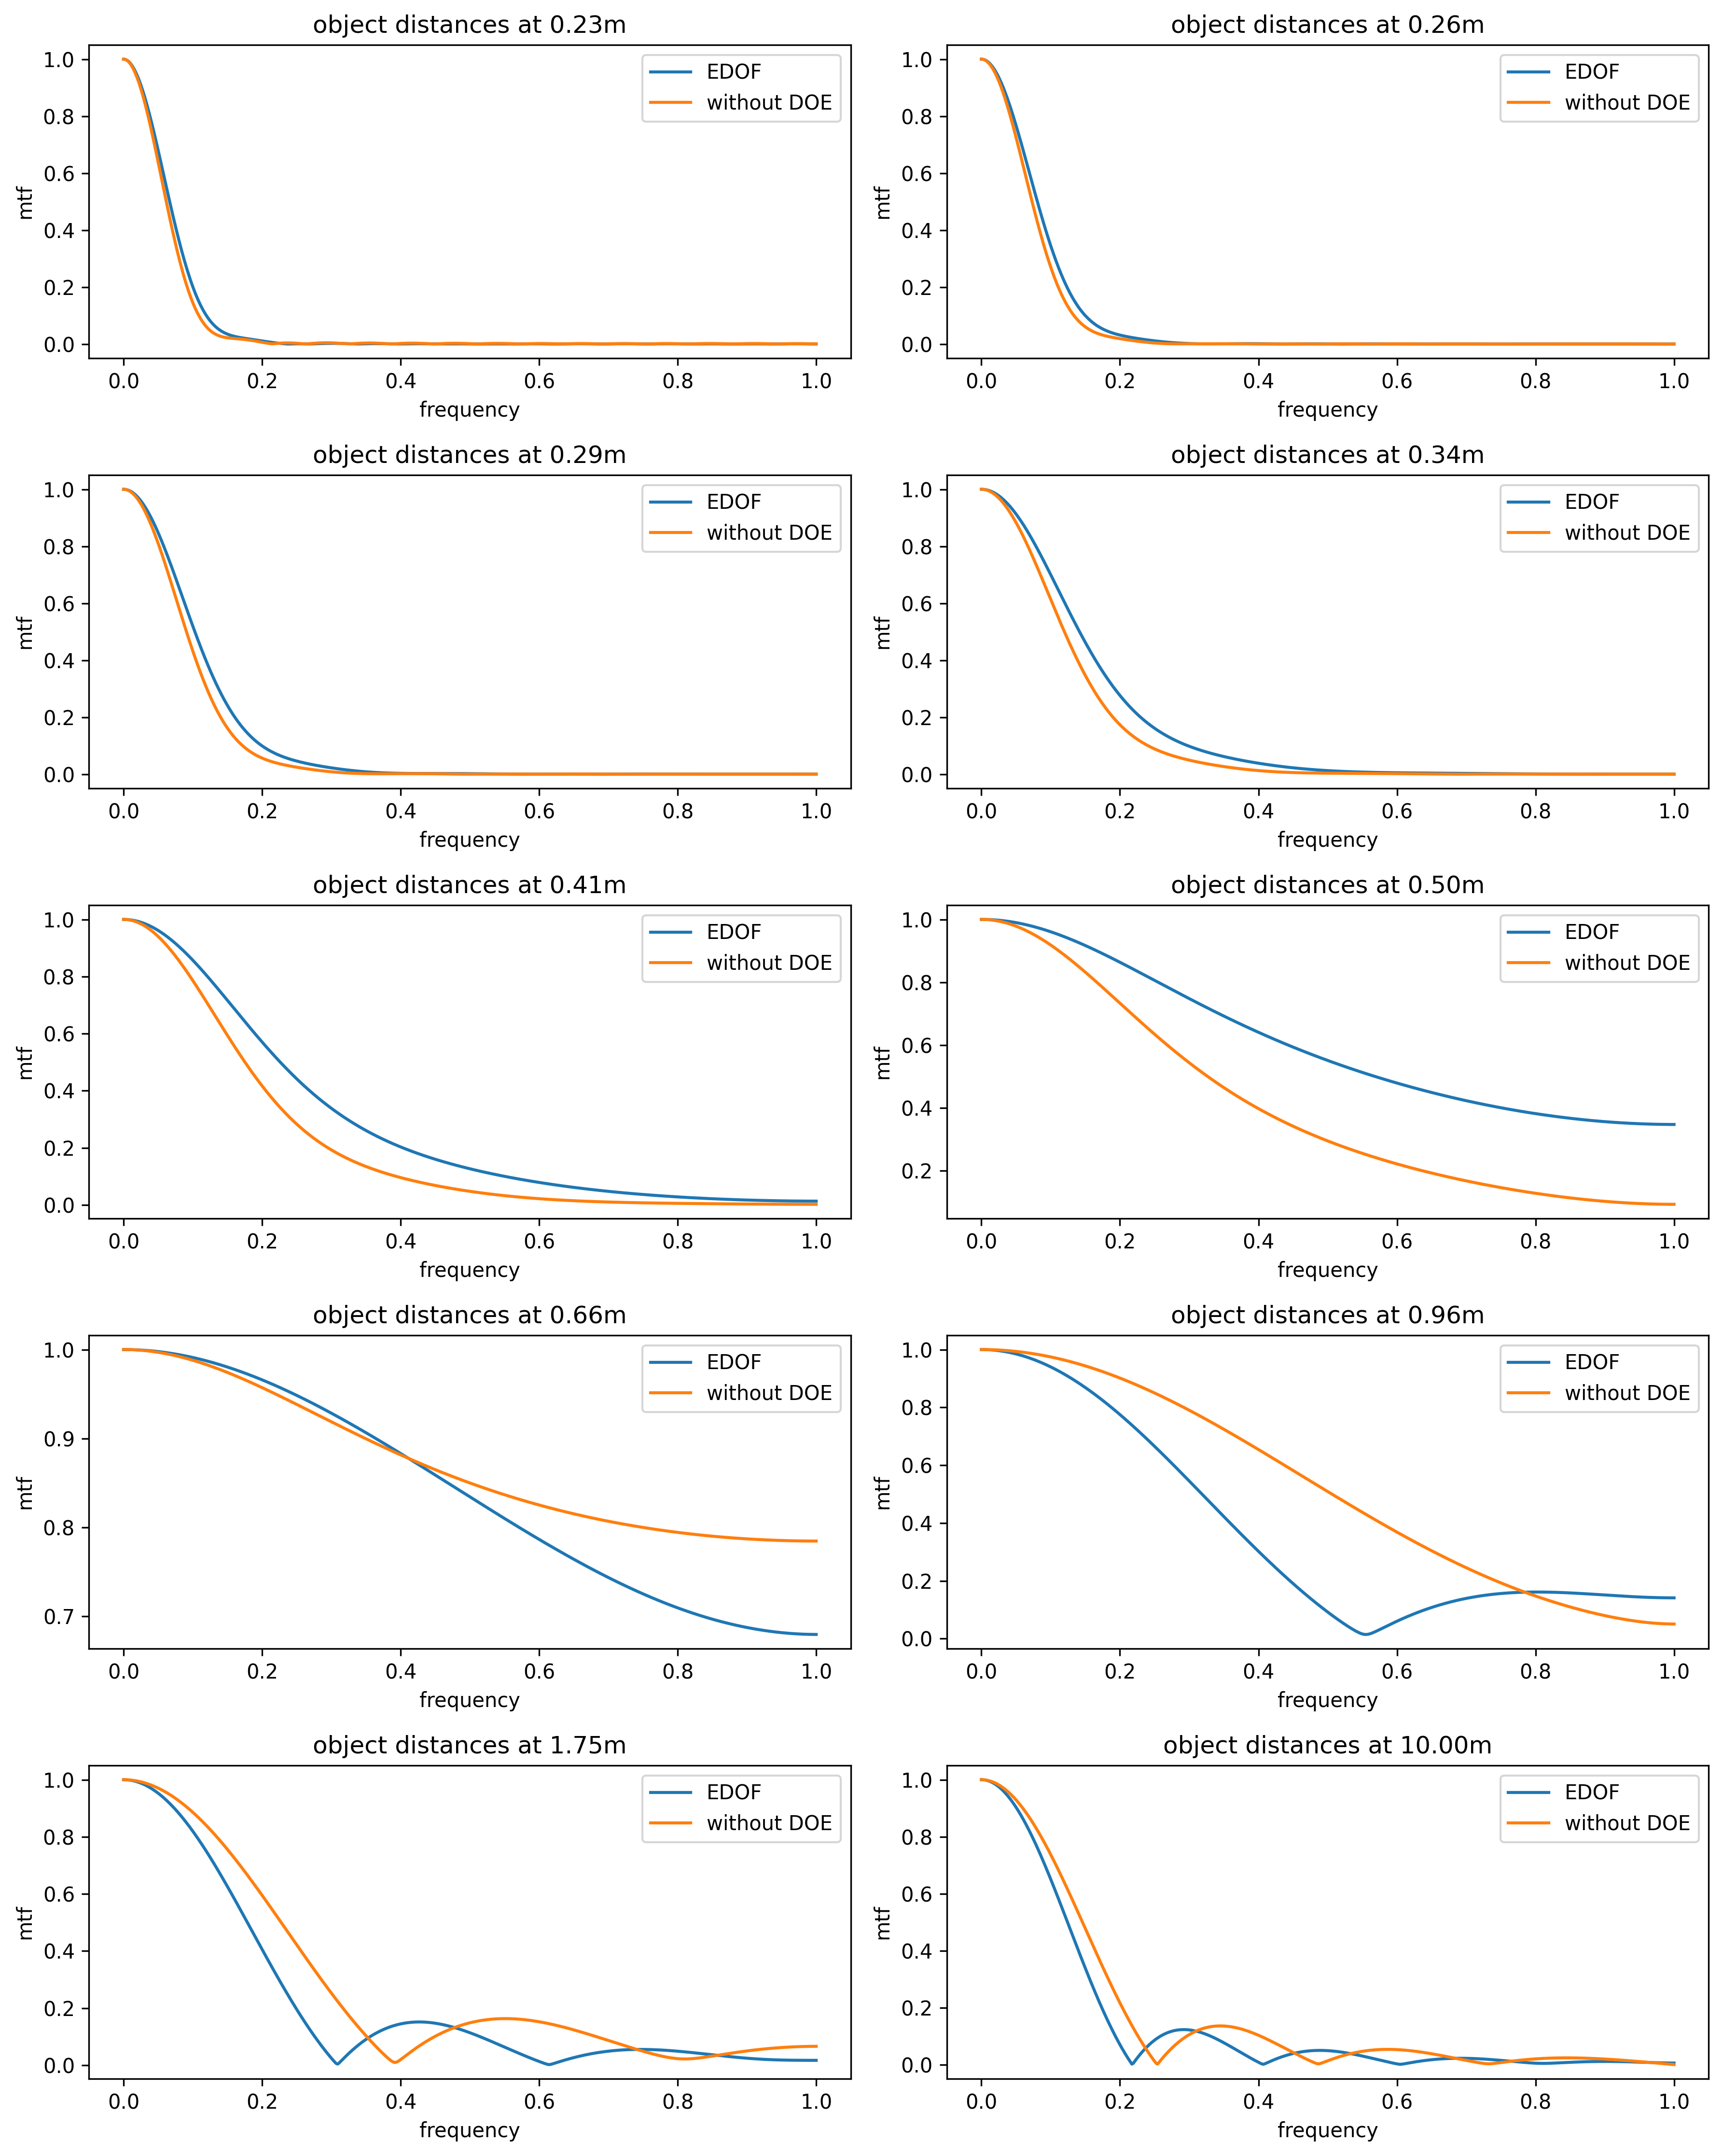 object distances at 0.23m
1.0
0.8
0.6
0.4
0.2
0.0
mtf
EDOF
without DOE
0.0 0.2 0.4 0.6 0.8 1.0
frequency
object distances at 0.26m
1.0
0.8
0.6
0.4
0.2
0.0
mtf
EDOF
without DOE
0.0 0.2 0.4 0.6 0.8 1.0
frequency
object distances at 0.29m
1.0
0.8
0.6
0.4
0.2
0.0
mtf
EDOF
without DOE
0.0 0.2 0.4 0.6 0.8 1.0
frequency
object distances at 0.34m
1.0
0.8
0.6
0.4
0.2
0.0
mtf
EDOF
without DOE
0.0 0.2 0.4 0.6 0.8 1.0
frequency
object distances at 0.41m
1.0
0.8
0.6
0.4
0.2
0.0
mtf
EDOF
without DOE
0.0 0.2 0.4 0.6 0.8 1.0
frequency
object distances at 0.50m
1.0
0.8
0.6
0.4
0.2
mtf
EDOF
without DOE
0.0 0.2 0.4 0.6 0.8 1.0
frequency
object distances at 0.66m
1.0
0.9
0.8
0.7
mtf
EDOF
without DOE
0.0 0.2 0.4 0.6 0.8 1.0
frequency
object distances at 0.96m
1.0
0.8
0.6
0.4
0.2
0.0
mtf
EDOF
without DOE
0.0 0.2 0.4 0.6 0.8 1.0
frequency
object distances at 1.75m
1.0
0.8
0.6
0.4
0.2
0.0
mtf
EDOF
without DOE
0.0 0.2 0.4 0.6 0.8 1.0
frequency
object distances at 10.00m
1.0
0.8
0.6
0.4
0.2
0.0
mtf
EDOF
without DOE
0.0 0.2 0.4 0.6 0.8 1.0
frequency